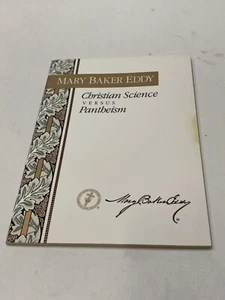 MARY BAKER EDDY
Christian Science
VERSUS
Pantheism
Mary Baker Eddy
®